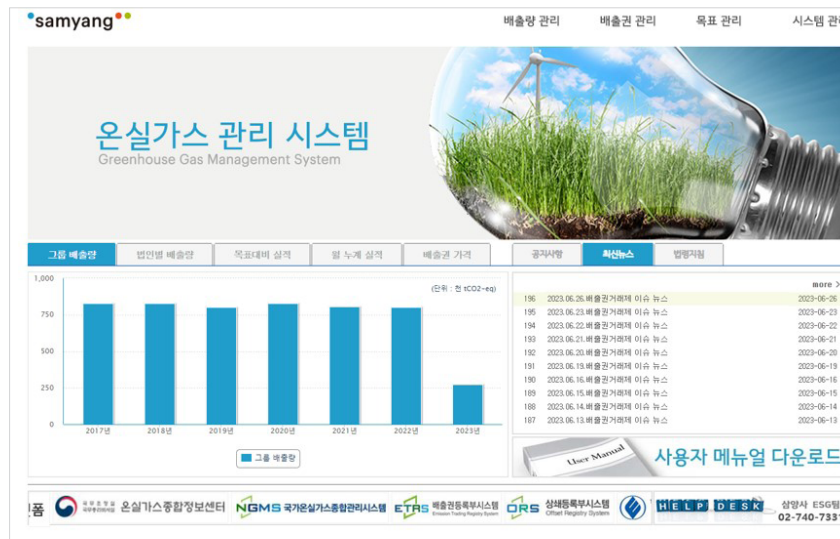 samyang
배출량 관리 배출권 관리 목표 관리 시스템 관리
온실가스 관리 시스템
Greenhouse Gas Management System
그룹 배출량 법인별 배출량 목표대비 실적 월 누계 실적 배출권 가격
공지사항 최신뉴스 법령지침
(단위 : 천 tCO2-eq)
1,000
750
500
250
0
2017년 2018년 2019년 2020년 2021년 2022년 2023년
그룹 배출량
more >
196 2023.06.26.배출권거래제 이슈 뉴스 2023-06-26
195 2023.06.23.배출권거래제 이슈 뉴스 2023-06-23
194 2023.06.22.배출권거래제 이슈 뉴스 2023-06-22
193 2023.06.21.배출권거래제 이슈 뉴스 2023-06-21
192 2023.06.20.배출권거래제 이슈 뉴스 2023-06-20
191 2023.06.19.배출권거래제 이슈 뉴스 2023-06-19
190 2023.06.16.배출권거래제 이슈 뉴스 2023-06-16
189 2023.06.15.배출권거래제 이슈 뉴스 2023-06-15
188 2023.06.14.배출권거래제 이슈 뉴스 2023-06-14
187 2023.06.13.배출권거래제 이슈 뉴스 2023-06-13
User Manual
사용자 메뉴얼 다운로드
폼
온실가스종합정보센터
NGMS 국가온실가스종합관리시스템
ETRS 배출권등록부시스템
Emission Trading Registry System
ORS 상쇄등록부시스템
Offset Registry System
HELP DESK
삼양사 ESG팀
02-740-7331